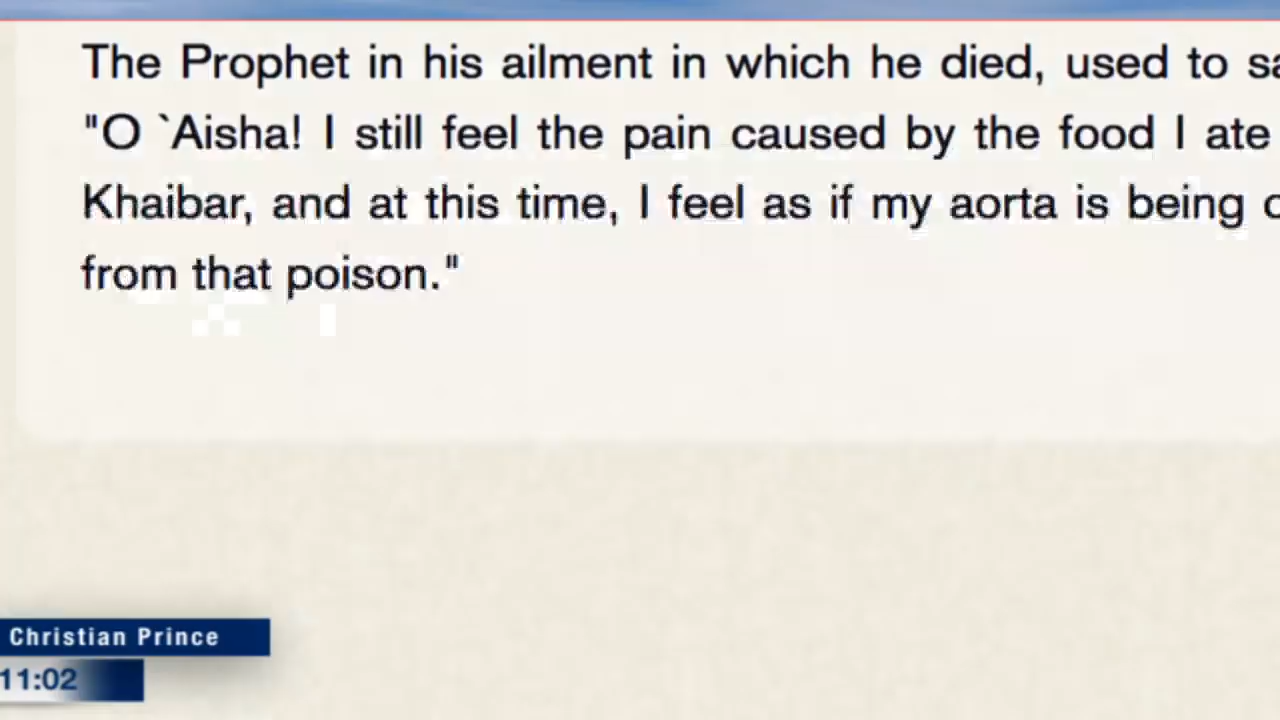 The Prophet in his ailment in which he died, used to
"O `Aisha! I still feel the pain caused by the food I ate
Khaibar, and at this time, I feel as if my aorta is being
from that poison."
Christian Prince
11:02